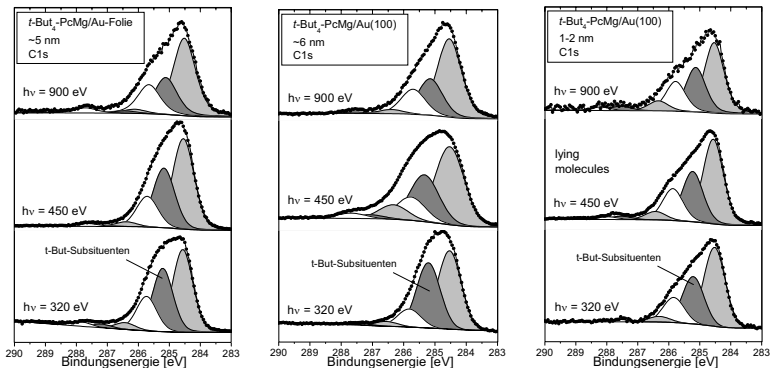 t-But4-PcMg/Au-Folie
~5 nm
C1s
hν = 900 eV
hν = 450 eV
t-But-Subsituenten
hν = 320 eV
290 289 288 287 286 285 284 283
Bindungsenergie [eV]
t-But4-PcMg/Au(100)
~6 nm
C1s
hν = 900 eV
hν = 450 eV
t-But-Subsituenten
hν = 320 eV
290 289 288 287 286 285 284 283
Bindungsenergie [eV]
t-But4-PcMg/Au(100)
1-2 nm
C1s
hν = 900 eV
lying
molecules
hν = 450 eV
t-But-Subsituenten
hν = 320 eV
290 289 288 287 286 285 284 283
Bindungsenergie [eV]